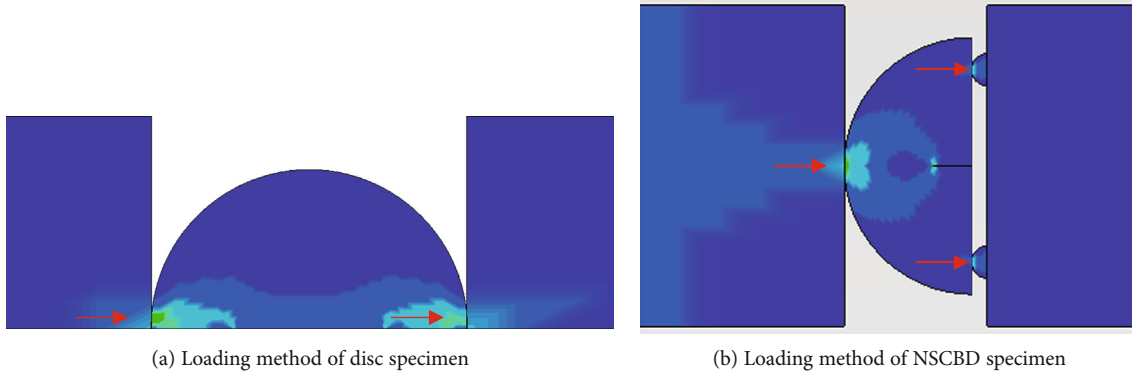 (a) Loading method of disc specimen
(b) Loading method of NSCBD specimen